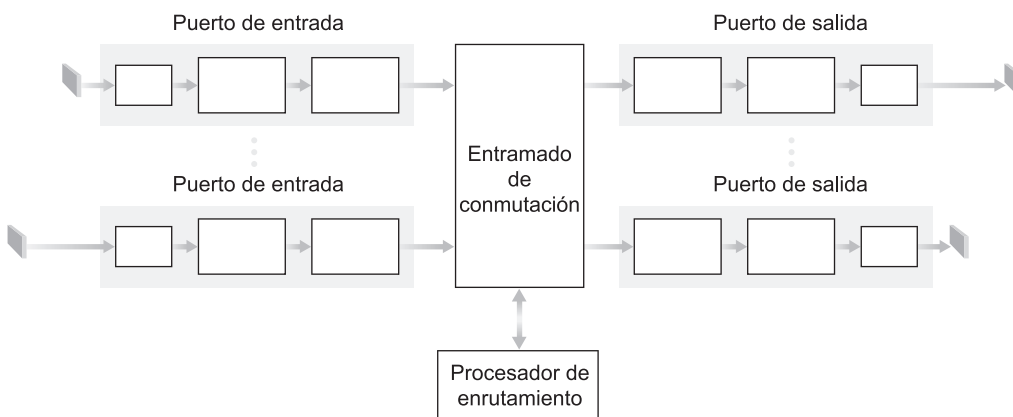 Puerto de entrada
Puerto de salida
Entramado
de
conmutación
Puerto de entrada
Puerto de salida
Procesador de
enrutamiento